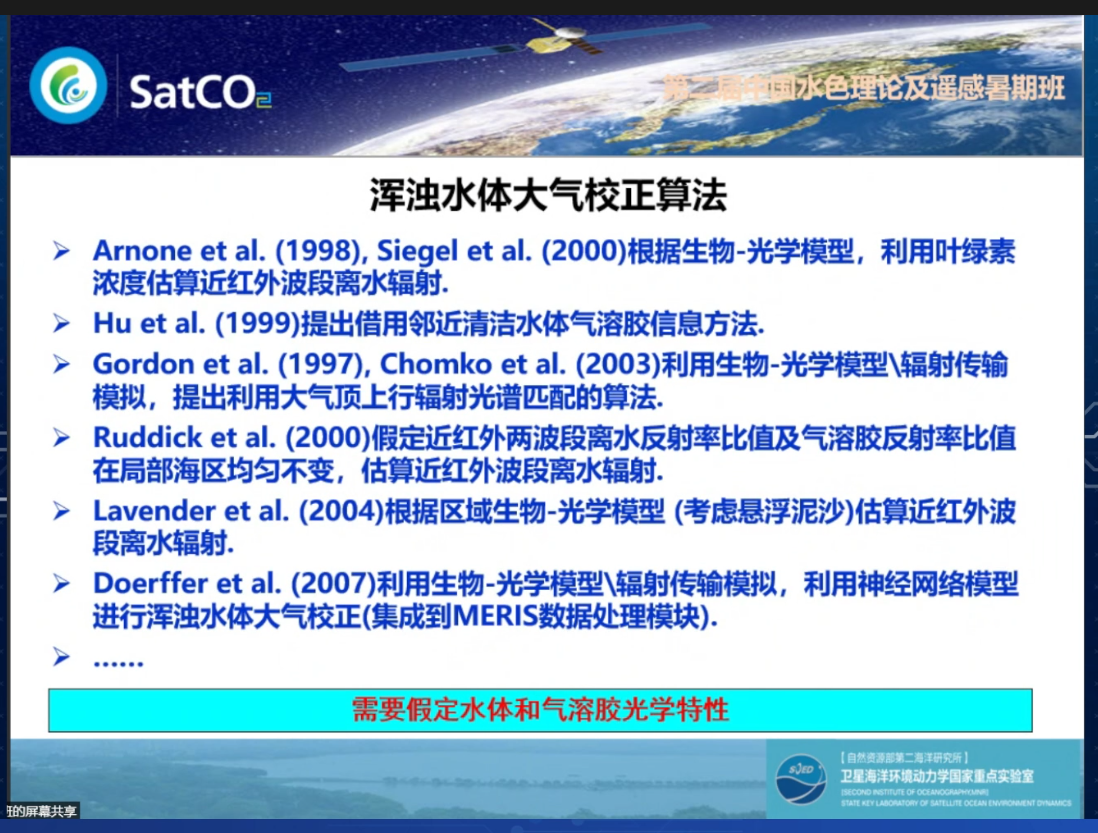 SatCO2
第二届中国水色理论及遥感暑期班
浑浊水体大气校正算法
➢ Arnone et al. (1998), Siegel et al. (2000)根据生物-光学模型，利用叶绿素
浓度估算近红外波段离水辐射.
➢ Hu et al. (1999)提出借用邻近清洁水体气溶胶信息方法.
➢ Gordon et al. (1997), Chomko et al. (2003)利用生物-光学模型\辐射传输
模拟，提出利用大气顶上行辐射光谱匹配的算法.
➢ Ruddick et al. (2000)假定近红外两波段离水反射率比值及气溶胶反射率比值
在局部海区均匀不变，估算近红外波段离水辐射.
➢ Lavender et al. (2004)根据区域生物-光学模型 (考虑悬浮泥沙)估算近红外波
段离水辐射.
➢ Doerffer et al. (2007)利用生物-光学模型\辐射传输模拟，利用神经网络模型
进行浑浊水体大气校正(集成到MERIS数据处理模块).
➢ ……
需要假定水体和气溶胶光学特性
SOED
【自然资源部第二海洋研究所】
卫星海洋环境动力学国家重点实验室
(SECOND INSTITUTE OF OCEANOGRAPHY,MNR)
STATE KEY LABORATORY OF SATELLITE OCEAN ENVIRONMENT DYNAMICS
班的屏幕共享